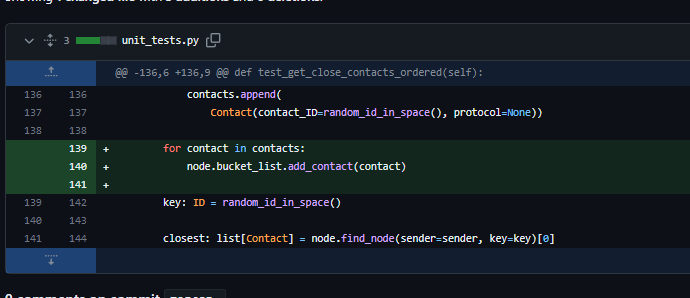 3 unit_tests.py
@@ -136,6 +136,9 @@ def test_get_close_contacts_ordered(self):
136 136 contacts.append(
137 137 Contact(contact_ID=random_id_in_space(), protocol=None))
138 138
139 + for contact in contacts:
140 + node.bucket_list.add_contact(contact)
141 +
139 142 key: ID = random_id_in_space()
140 143
141 144 closest: list[Contact] = node.find_node(sender=sender, key=key)[0]
0 comments on commit